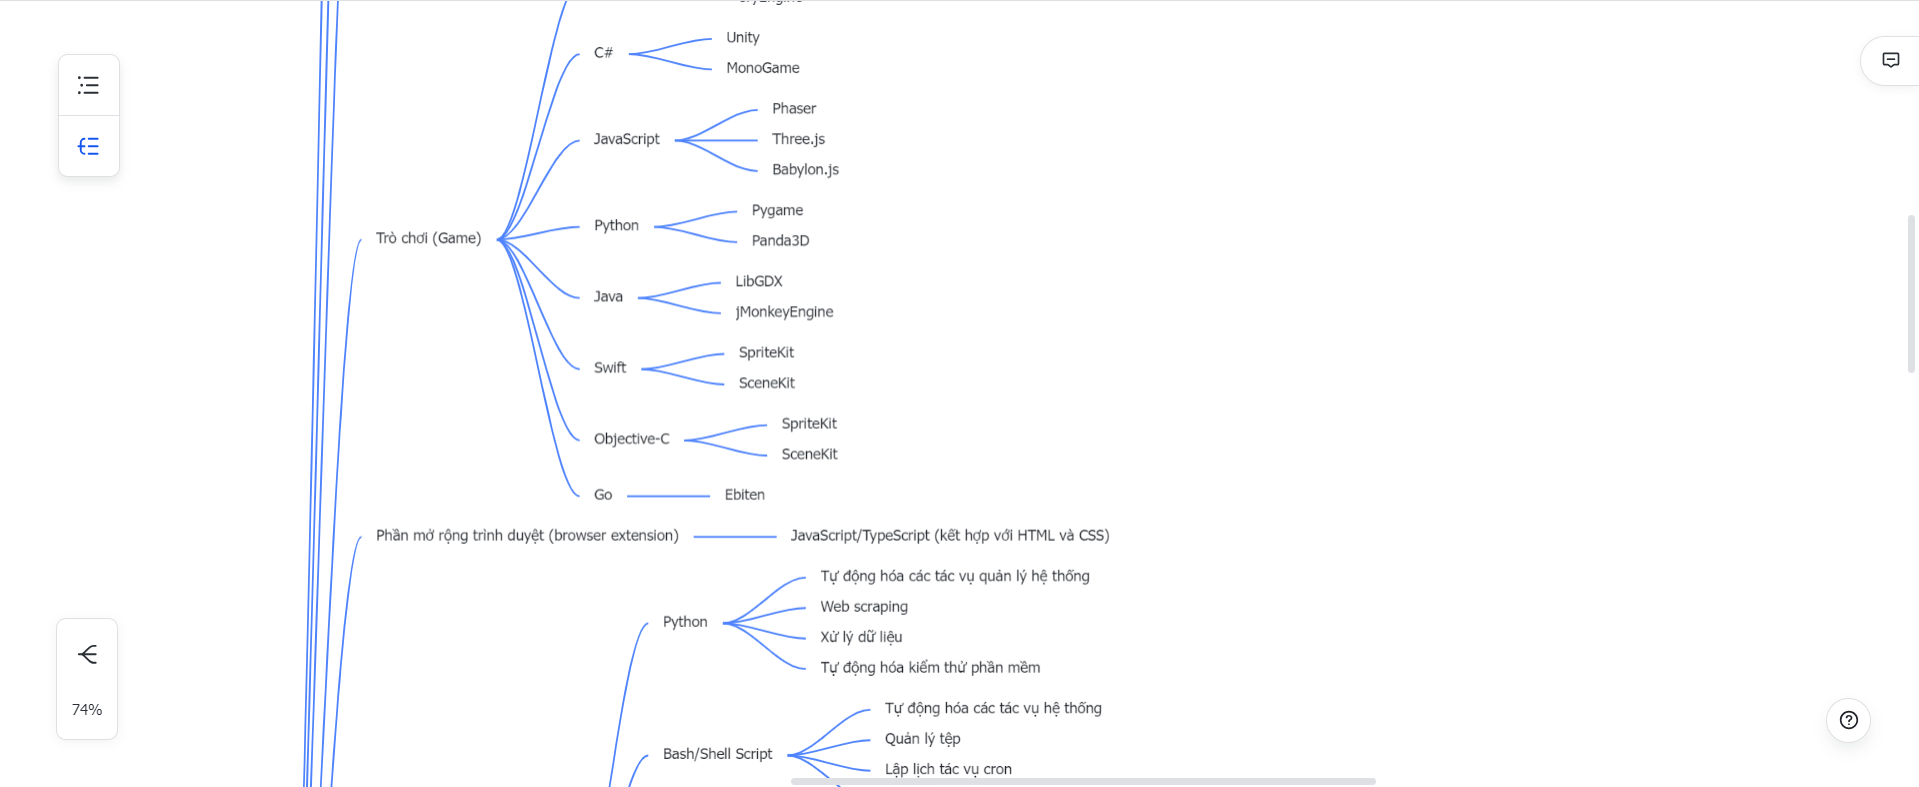 C#
Unity
MonoGame
JavaScript
Phaser
Three.js
Babylon.js
Trò chơi (Game)
Python
Pygame
Panda3D
Java
LibGDX
jMonkeyEngine
Swift
SpriteKit
SceneKit
Objective-C
SpriteKit
SceneKit
Go
Ebiten
Phần mở rộng trình duyệt (browser extension)
JavaScript/TypeScript (kết hợp với HTML và CSS)
Python
Tự động hóa các tác vụ quản lý hệ thống
Web scraping
Xử lý dữ liệu
Tự động hóa kiểm thử phần mềm
Bash/Shell Script
Tự động hóa các tác vụ hệ thống
Quản lý tệp
Lập lịch tác vụ cron
74%